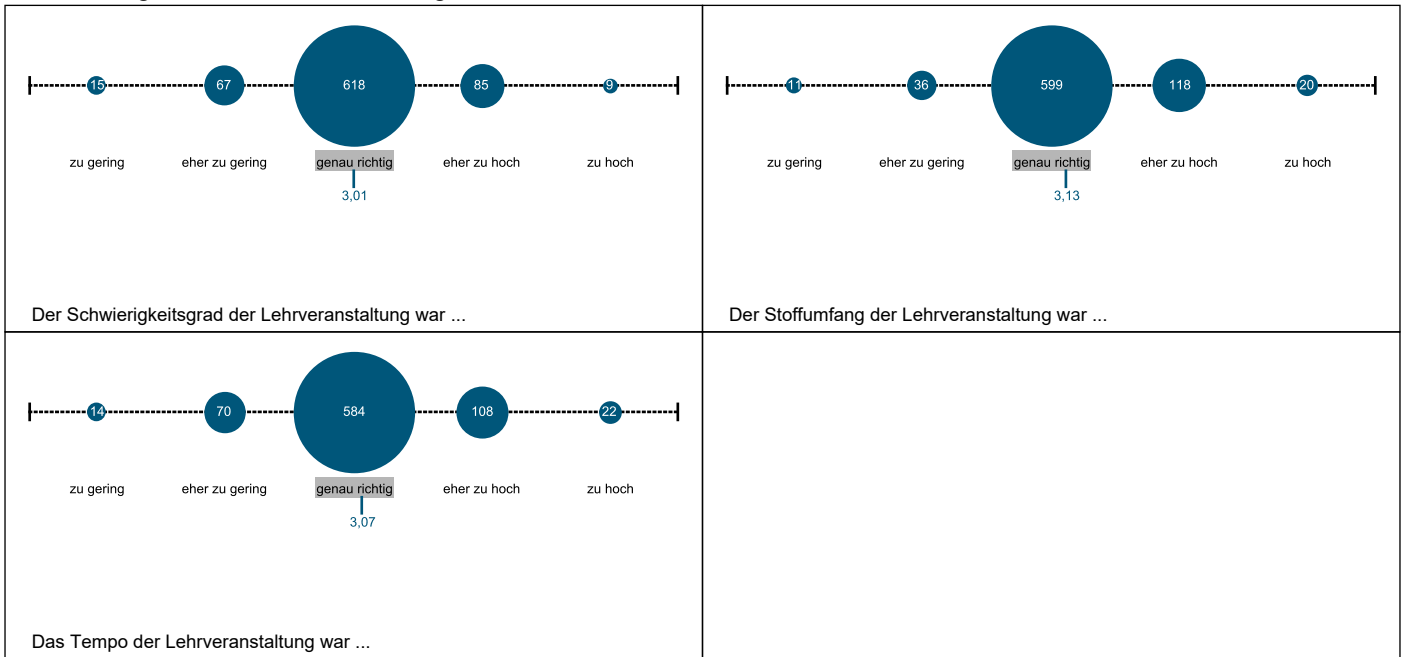 15 67 618 85 9
zu gering eher zu gering genau richtig eher zu hoch zu hoch
3,01
Der Schwierigkeitsgrad der Lehrveranstaltung war ...
11 36 599 118 20
zu gering eher zu gering genau richtig eher zu hoch zu hoch
3,13
Der Stoffumfang der Lehrveranstaltung war ...
14 70 584 108 22
zu gering eher zu gering genau richtig eher zu hoch zu hoch
3,07
Das Tempo der Lehrveranstaltung war ...